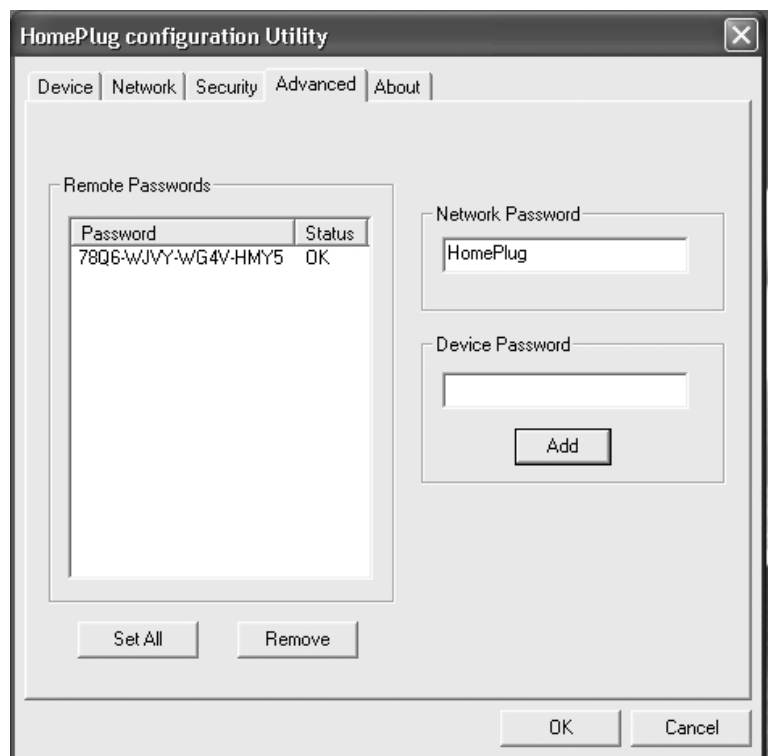 HomePlug configuration Utility
Device Network Security Advanced About
Remote Passwords
Password Status
78Q6-WJVY-WG4V-HMY5 OK
Network Password
HomePlug
Device Password
Add
Set All Remove
OK Cancel